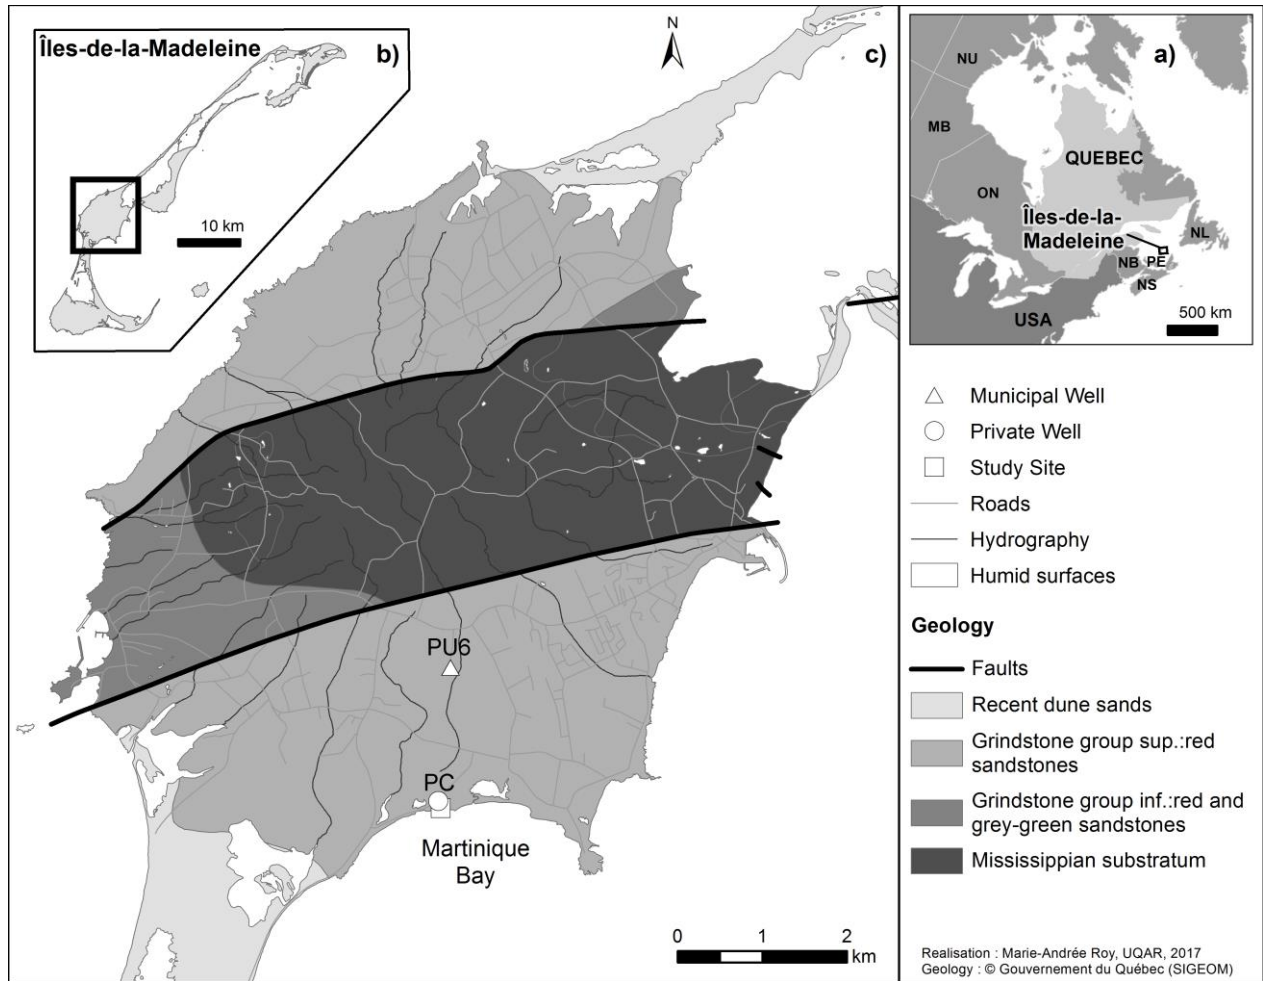 Îles-de-la-Madeleine
b)
10 km
N
c)
PU6
PC
Martinique
Bay
0 1 2
km
a)
NU
MB
QUEBEC
ON
Îles-de-la-
Madeleine
NL
NB
PE
NS
USA
500 km
Municipal Well
Private Well
Study Site
Roads
Hydrography
Humid surfaces
Geology
Faults
Recent dune sands
Grindstone group sup.:red
sandstones
Grindstone group inf.:red and
grey-green sandstones
Mississippian substratum
Realisation : Marie-Andrée Roy, UQAR, 2017
Geology : © Gouvernement du Québec (SIGEOM)